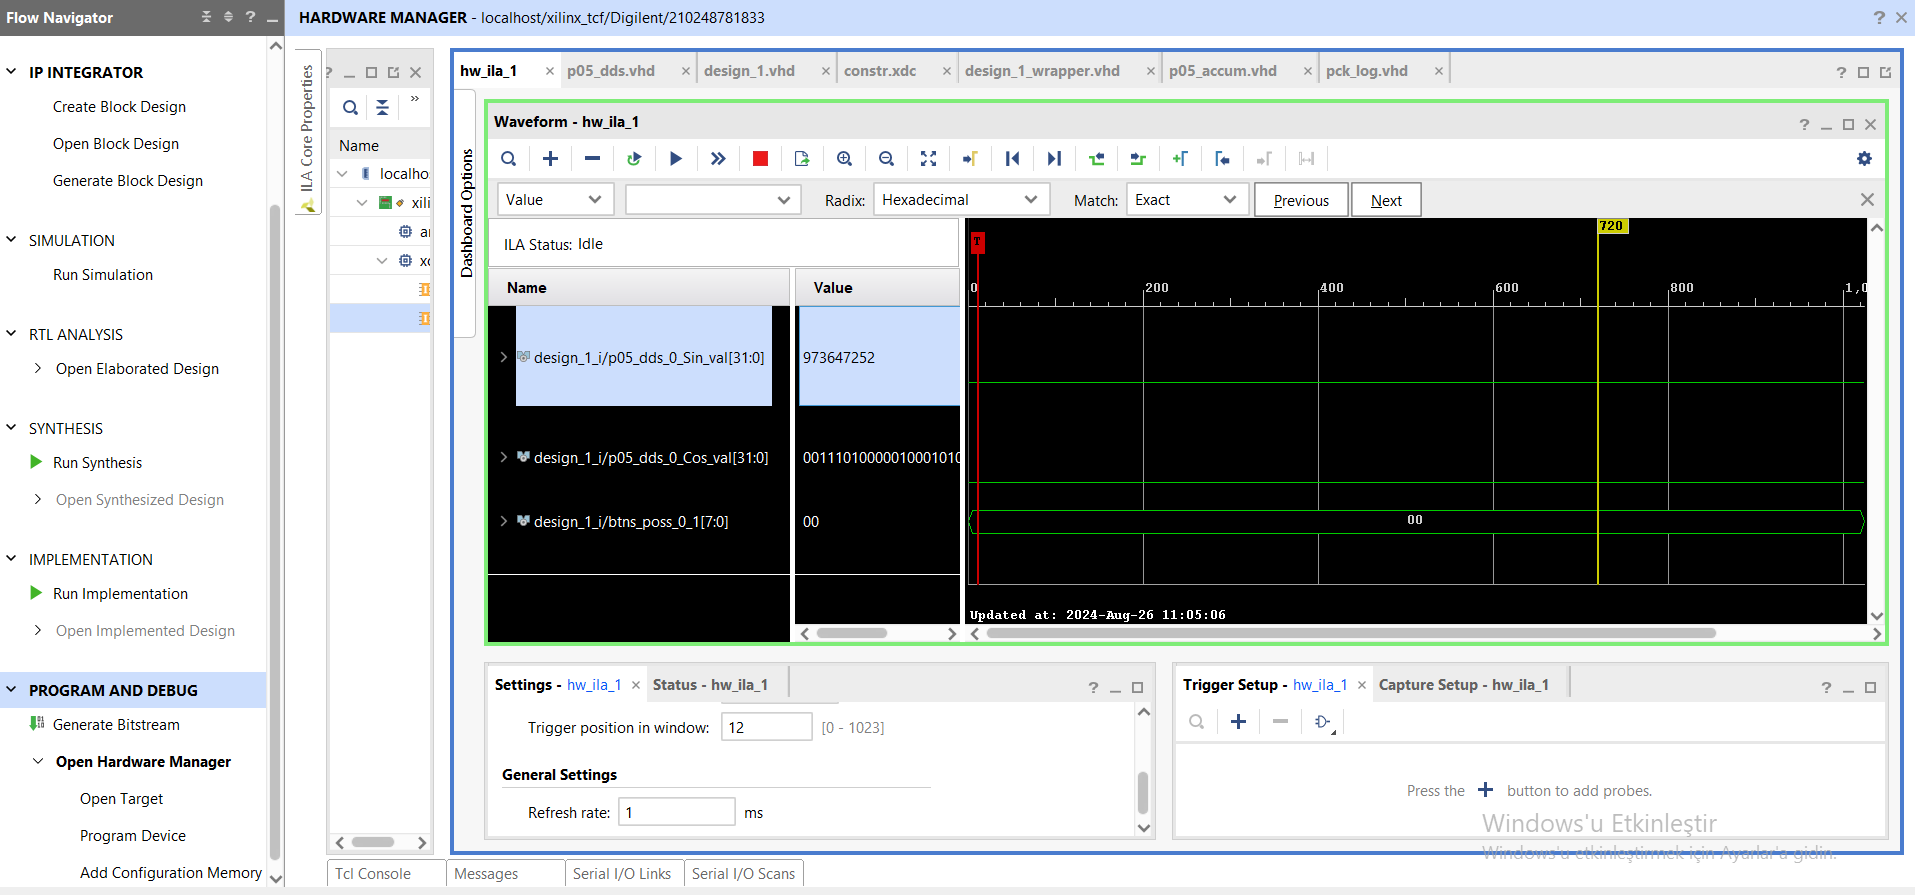 Flow Navigator
HARDWARE MANAGER - localhost/xilinx_tcf/Digilent/210248781833
IP INTEGRATOR
Create Block Design
Open Block Design
Generate Block Design
SIMULATION
Run Simulation
RTL ANALYSIS
Open Elaborated Design
SYNTHESIS
Run Synthesis
Open Synthesized Design
IMPLEMENTATION
Run Implementation
Open Implemented Design
PROGRAM AND DEBUG
Generate Bitstream
Open Hardware Manager
Open Target
Program Device
Add Configuration Memory
ILA Core Properties
Name
localho
xili
ar
xc
Dashboard Options
hw_ila_1
p05_dds.vhd
design_1.vhd
constr.xdc
design_1_wrapper.vhd
p05_accum.vhd
pck_log.vhd
Waveform - hw_ila_1
Value
Radix: Hexadecimal
Match: Exact
Previous
Next
ILA Status: Idle
Name
Value
design_1_i/p05_dds_0_Sin_val[31:0]
973647252
design_1_i/p05_dds_0_Cos_val[31:0]
00111010000010001010
design_1_i/btns_poss_0_1[7:0]
00
720
T
0
200
400
600
800
1,0
00
Updated at: 2024-Aug-26 11:05:06
Settings - hw_ila_1
Status - hw_ila_1
Trigger position in window: 12 [0 - 1023]
General Settings
Refresh rate: 1 ms
Trigger Setup - hw_ila_1
Capture Setup - hw_ila_1
Press the + button to add probes.
Windows'u Etkinleştir
Windows'u etkinleştirmek için Ayarlar'a gidin.
Tcl Console
Messages
Serial I/O Links
Serial I/O Scans